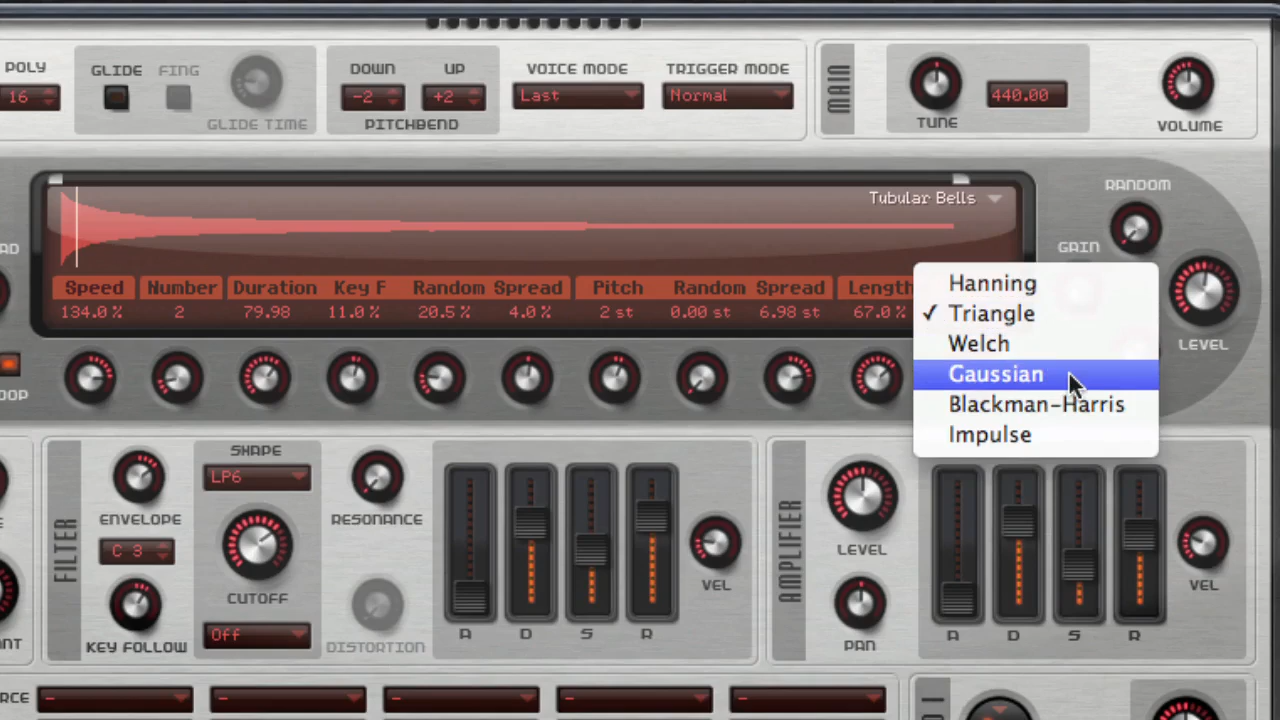 POLY
GLIDE FING
DOWN UP
VOICE MODE
TRIGGER MODE
16
-2 +2
Last
Normal
GLIDE TIME
PITCHBEND
MAIN
440.00
TUNE
VOLUME
Tubular Bells
RANDOM
GAIN
LEVEL
Speed Number Duration Key F Random Spread Pitch Random Spread Length
134.0 % 2 79.98 11.0 % 20.5 % 4.0 % 2 st 0.00 st 6.98 st 67.0 %
Hanning
✓ Triangle
Welch
Gaussian
Blackman-Harris
Impulse
FILTER
ENVELOPE
C 3
KEY FOLLOW
SHAPE
LP6
CUTOFF
Off
RESONANCE
DISTORTION
A D S R
VEL
AMPLIFIER
LEVEL
PAN
A D S R
VEL
- - - - -